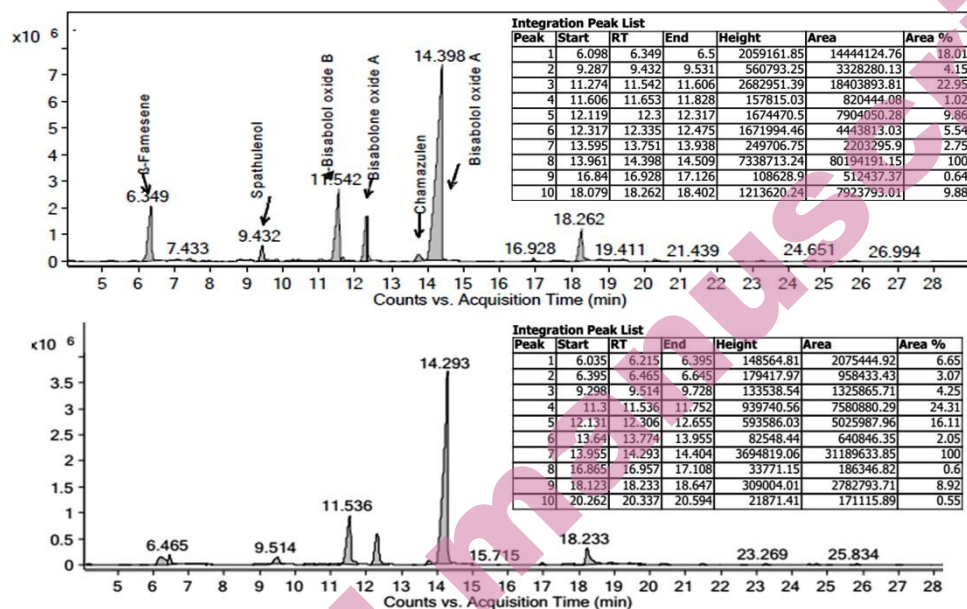 Integration Peak List
Peak Start RT End Height Area Area %
1 6.098 6.349 6.5 2059161.85 14444124.76 18.01
2 9.287 9.432 9.531 560793.25 3328280.13 4.15
3 11.274 11.542 11.606 2682951.39 18403893.81 22.95
4 11.606 11.653 11.828 157815.03 820444.08 1.02
5 12.119 12.3 12.317 1674470.5 7904050.28 9.86
6 12.317 12.335 12.475 1671994.46 4443813.03 5.54
7 13.595 13.751 13.938 249706.75 2203295.9 2.75
8 13.961 14.398 14.509 7338713.24 80194191.15 100
9 16.84 16.928 17.126 108628.9 512437.37 0.64
10 18.079 18.262 18.402 1213620.24 7923793.01 9.88
x10 6
7
6
5
4
3
2
1
0
ß-Famesene
6.349
7.433
Spathulenol
9.432
Bisabolol oxide B
11.542
Bisabolone oxide A
Chamazulen
14.398
Bisabolol oxide A
16.928
18.262
19.411
21.439
24.651
26.994
5 6 7 8 9 10 11 12 13 14 15 16 17 18 19 20 21 22 23 24 25 26 27 28
Counts vs. Acquisition Time (min)
Integration Peak List
Peak Start RT End Height Area Area %
1 6.035 6.215 6.395 148564.81 2075444.92 6.65
2 6.395 6.465 6.645 179417.97 958433.43 3.07
3 9.298 9.514 9.728 133538.54 1325865.71 4.25
4 11.3 11.536 11.752 939740.56 7580880.29 24.31
5 12.131 12.306 12.655 593586.03 5025987.96 16.11
6 13.64 13.774 13.955 82548.44 640846.35 2.05
7 13.955 14.293 14.404 3694819.06 31189633.85 100
8 16.865 16.957 17.108 33771.15 186346.82 0.6
9 18.123 18.233 18.647 309004.01 2782793.71 8.92
10 20.262 20.337 20.594 21871.41 171115.89 0.55
x10 6
3.5
3
2.5
2
1.5
1
0.5
0
6.465
9.514
11.536
14.293
15.715
18.233
23.269
25.834
5 6 7 8 9 10 11 12 13 14 15 16 17 18 19 20 21 22 23 24 25 26 27 28
Counts vs. Acquisition Time (min)
manusc